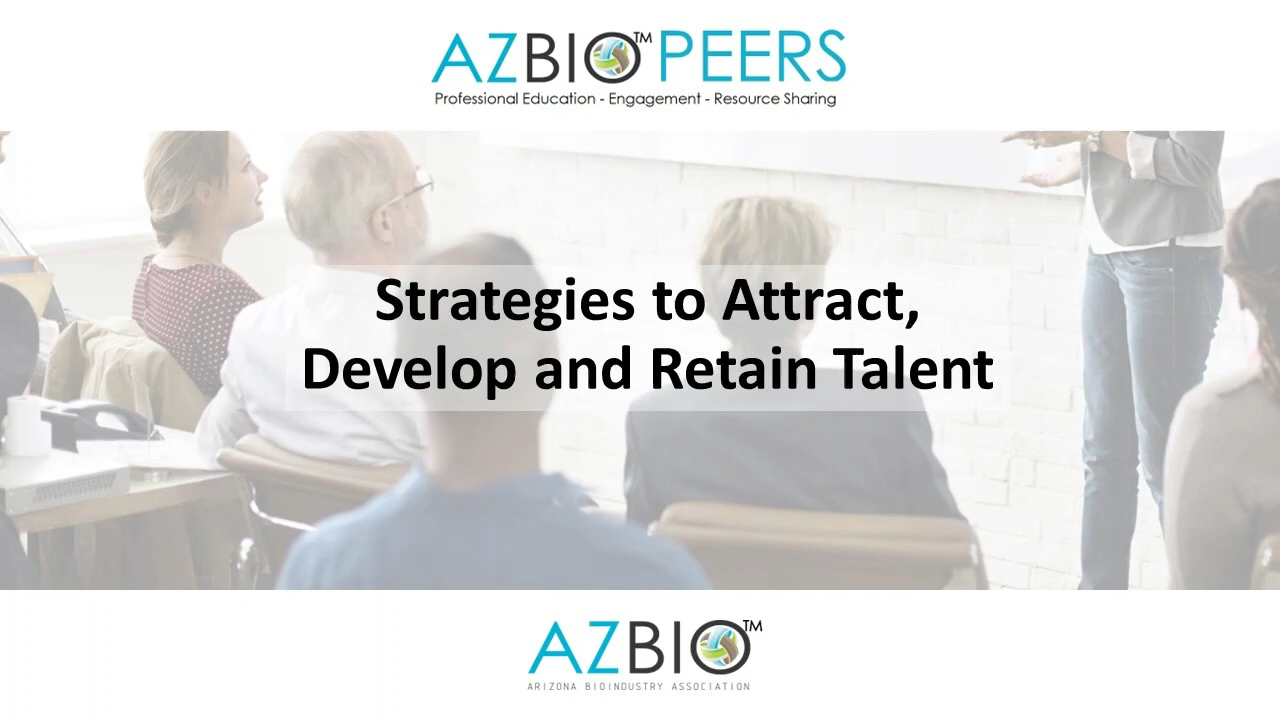 AZBIO™ PEERS
Professional Education - Engagement - Resource Sharing
Strategies to Attract,
Develop and Retain Talent
AZBIO™
ARIZONA BIOINDUSTRY ASSOCIATION